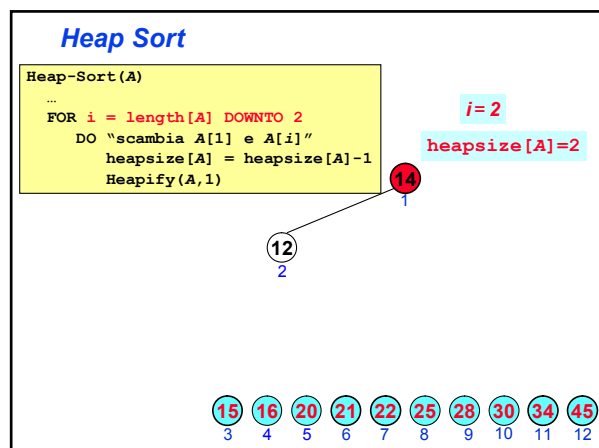 Heap Sort
Heap-Sort(A)
…
FOR i = length[A] DOWNTO 2
DO “scambia A[1] e A[i]”
heapsize[A] = heapsize[A]-1
Heapify(A,1)
i= 2
heapsize[A]=2
14
1
12
2
15 16 20 21 22 25 28 30 34 45
3 4 5 6 7 8 9 10 11 12